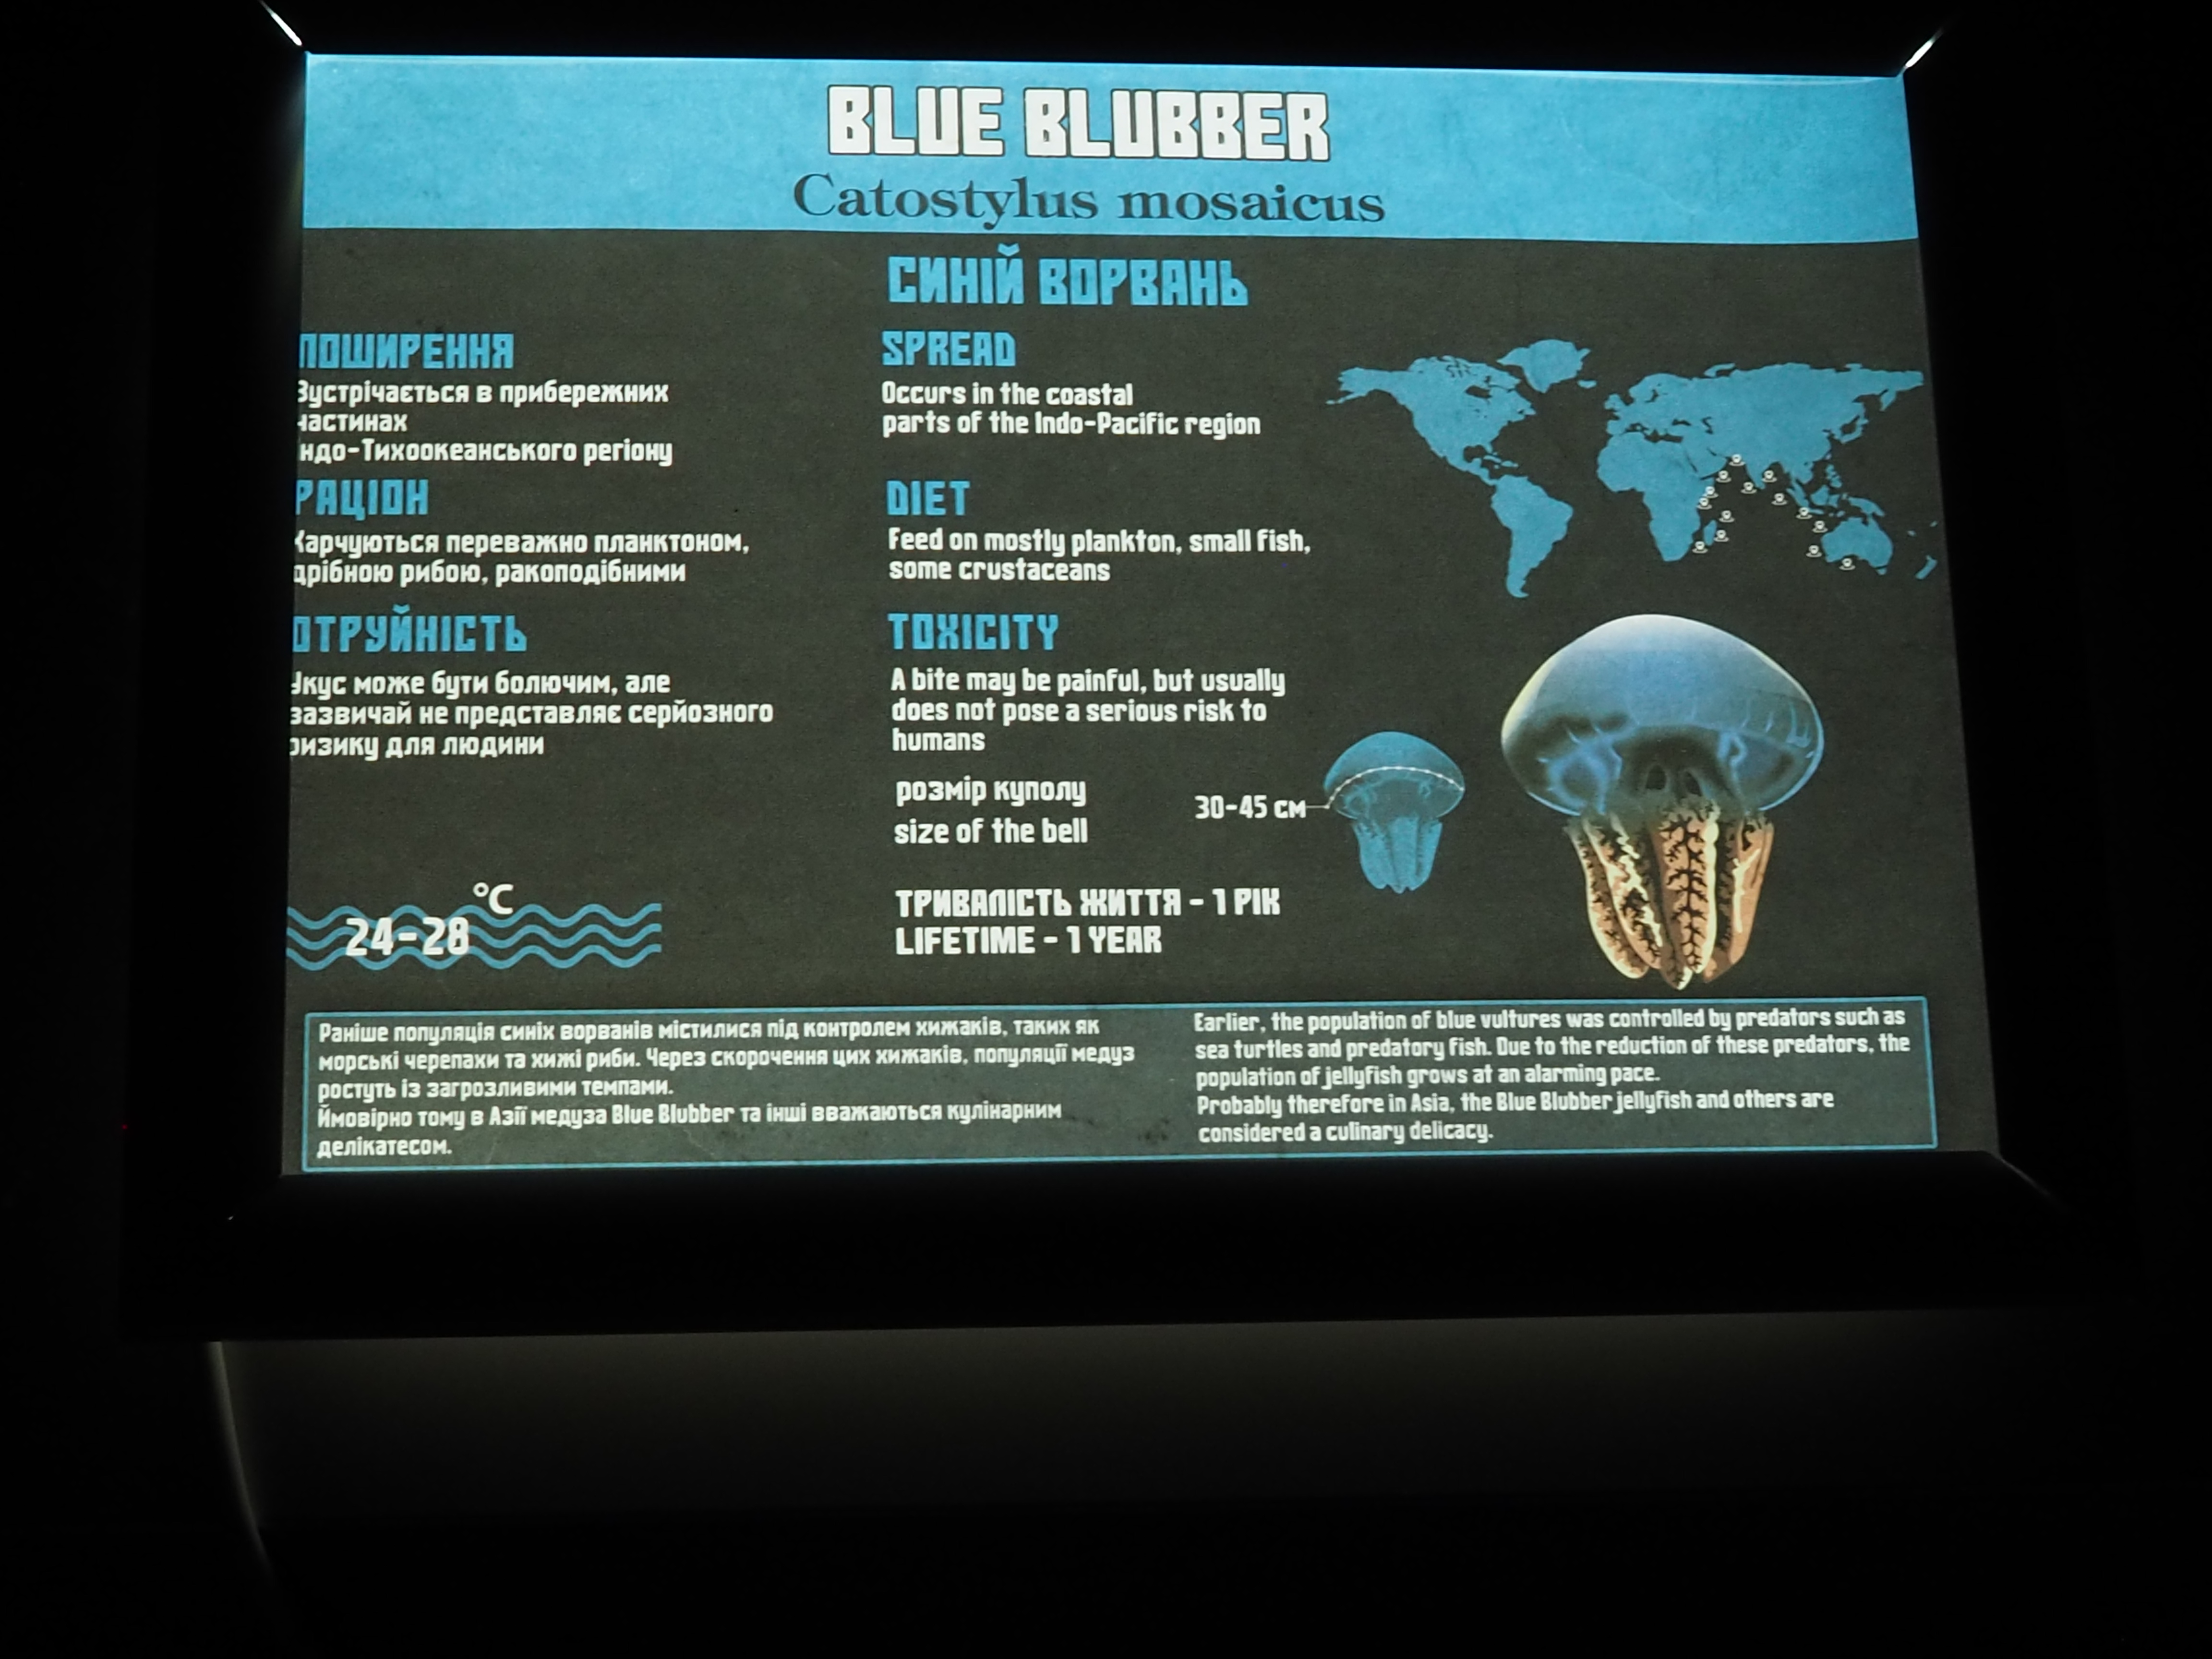 BLUE BLUBBER
Catostylus mosaicus
СИНІЙ ВОРВАНЬ
ПОШИРЕННЯ
Зустрічається в прибережних
частинах
ндо-Тихоокеанського регіону
РАЦІОН
Харчуються переважно планктоном,
дрібною рибою, ракоподібними
ОТРУЙНІСТЬ
Укус може бути болючим, але
зазвичай не представляє серйозного
ризику для людини
°C
24-28
SPREAD
Occurs in the coastal
parts of the Indo-Pacific region
DIET
Feed on mostly plankton, small fish,
some crustaceans
TOXICITY
A bite may be painful, but usually
does not pose a serious risk to
humans
розмір куполу
size of the bell
30-45 см
ТРИВАЛІСТЬ ЖИТТЯ - 1 РІК
LIFETIME - 1 YEAR
Раніше популяція синіх ворванів містилися під контролем хижаків, таких як
морські черепахи та хижі риби. Через скорочення цих хижаків, популяції медуз
ростуть із загрозливими темпами.
Ймовірно тому в Азії медуза Blue Blubber та інші вважаються кулінарним
делікатесом.
Earlier, the population of blue vultures was controlled by predators such as
sea turtles and predatory fish. Due to the reduction of these predators, the
population of jellyfish grows at an alarming pace.
Probably therefore in Asia, the Blue Blubber jellyfish and others are
considered a culinary delicacy.